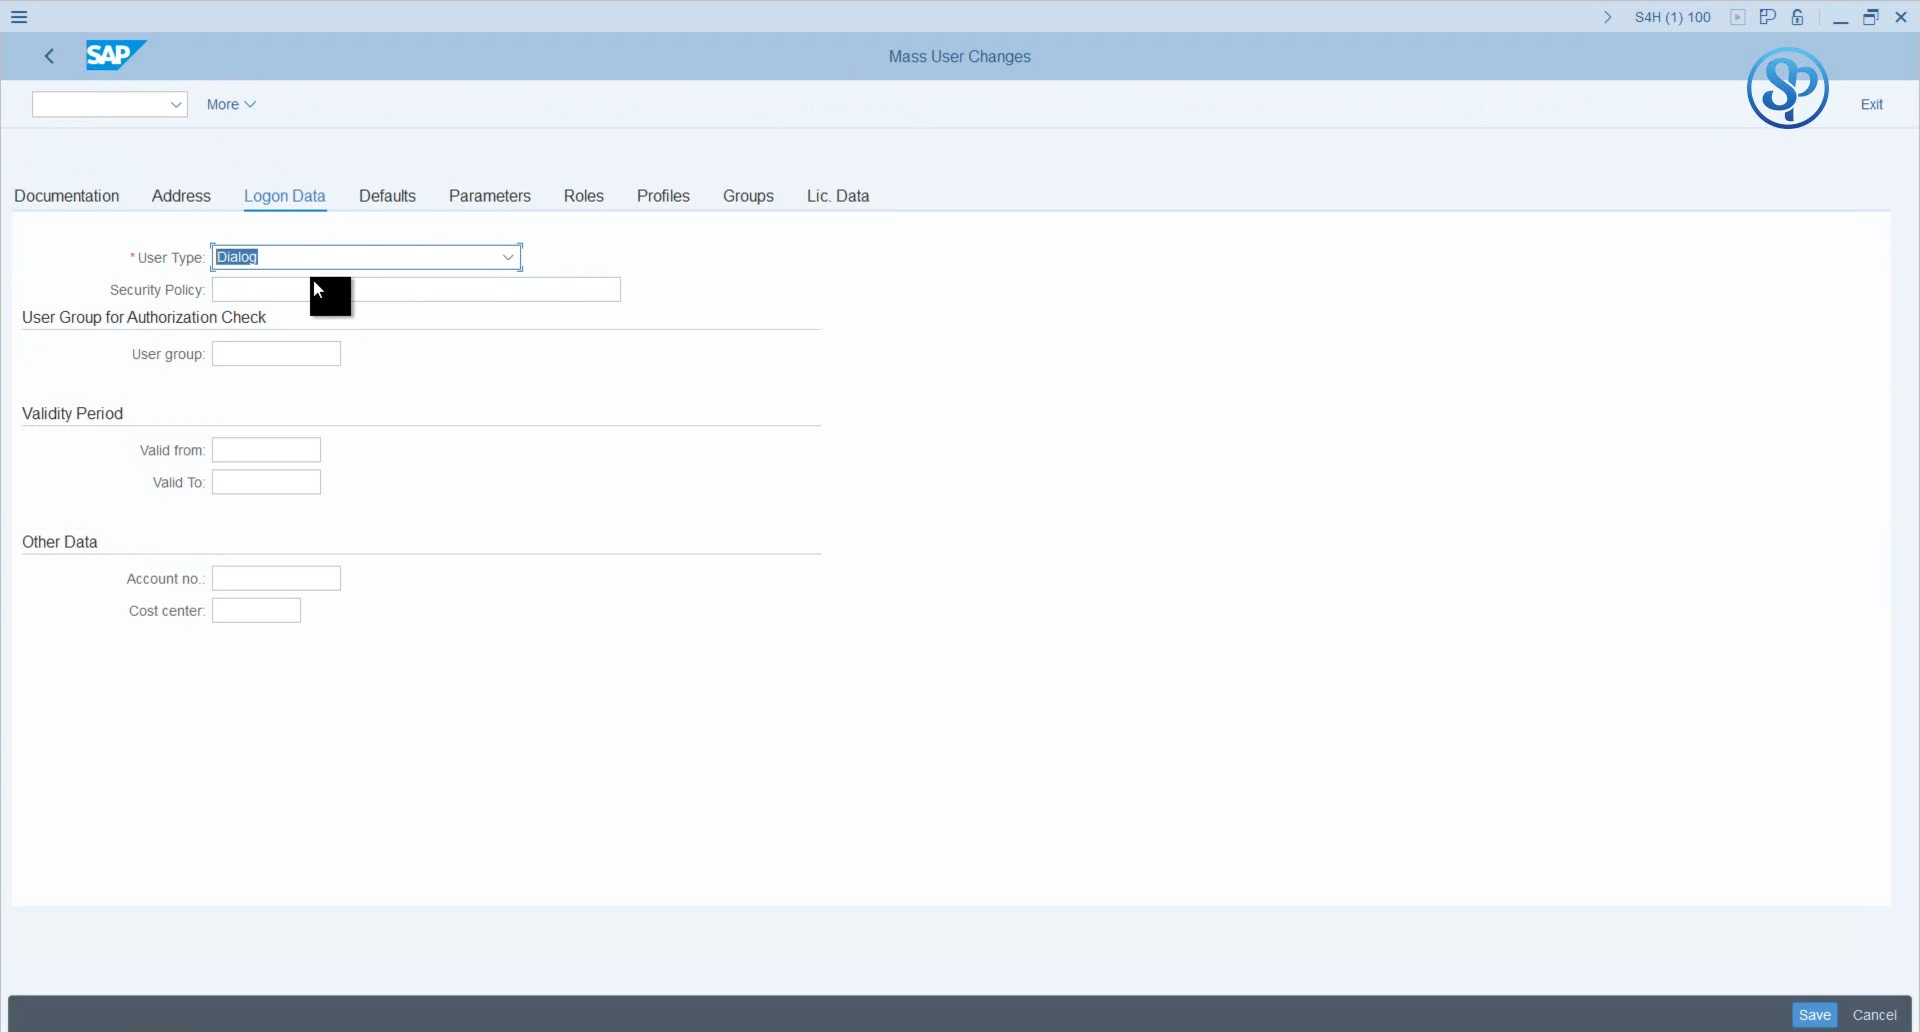 S4H (1) 100
SAP
Mass User Changes
SP
More
Exit
Documentation Address Logon Data Defaults Parameters Roles Profiles Groups Lic. Data
* User Type: Dialog
Security Policy:
User Group for Authorization Check
User group:
Validity Period
Valid from:
Valid To:
Other Data
Account no.:
Cost center:
Save Cancel